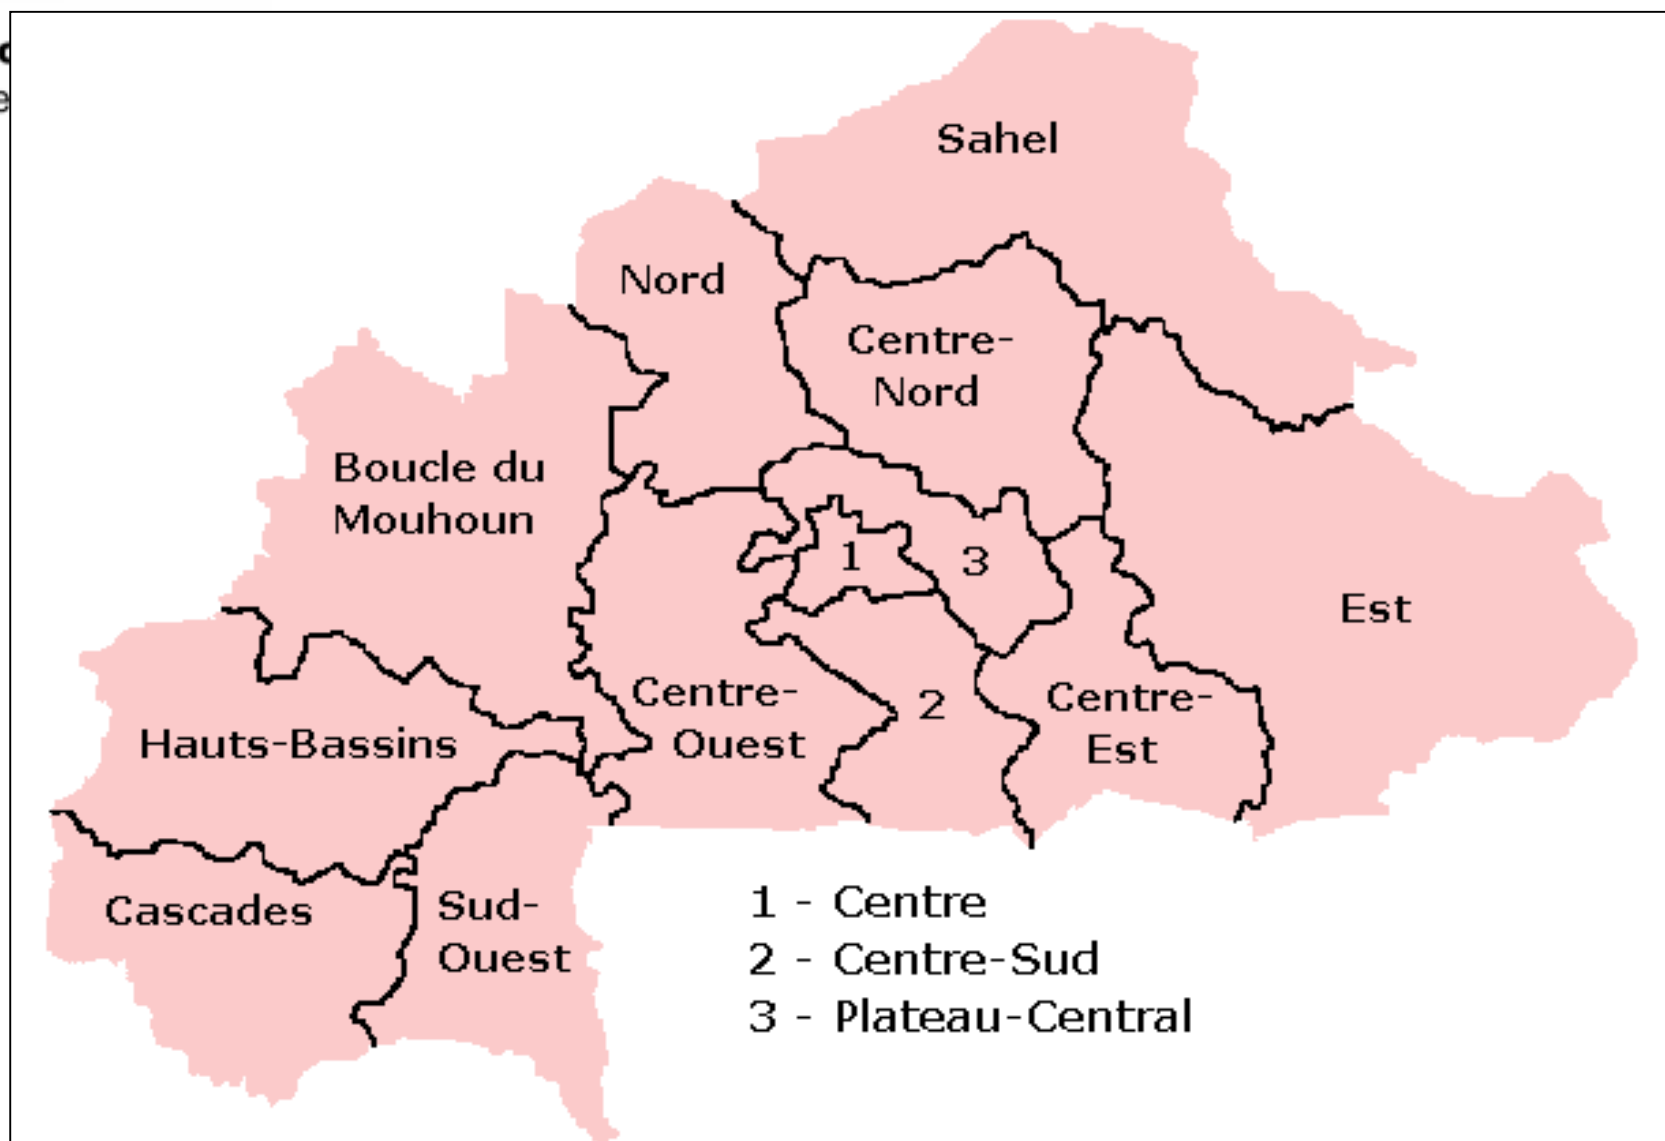 Sahel
Nord
Centre-
Nord
Boucle du
Mouhoun
1
3
Est
Centre-
Ouest
2
Centre-
Est
Hauts-Bassins
Cascades
Sud-
Ouest
1 - Centre
2 - Centre-Sud
3 - Plateau-Central